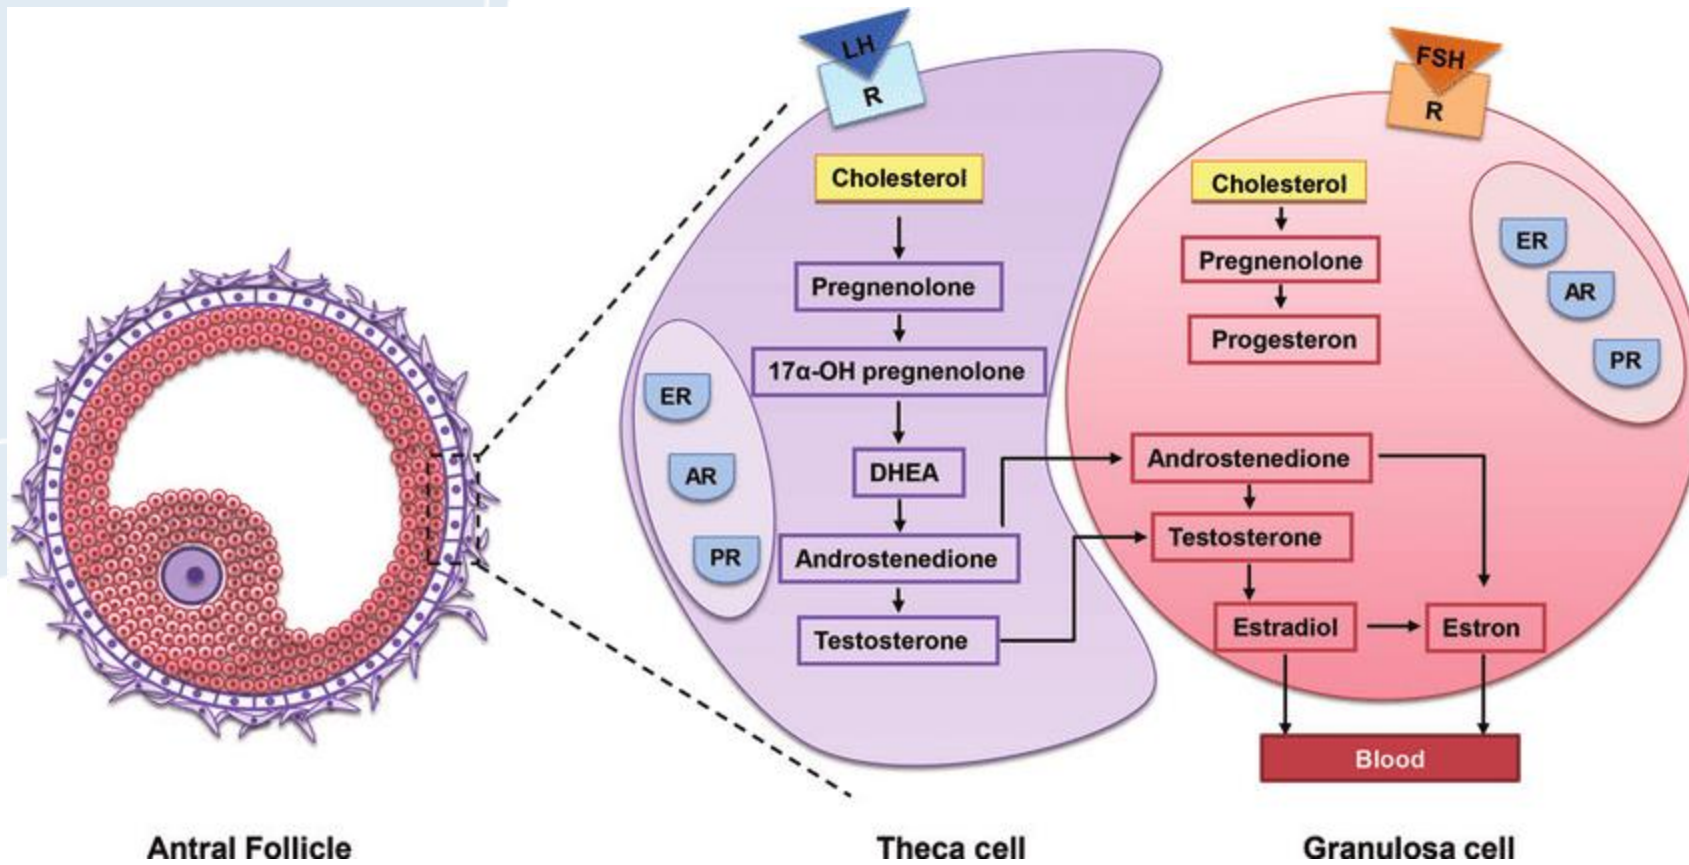 LH
R
Cholesterol
Pregnenolone
17α-OH pregnenolone
DHEA
Androstenedione
Testosterone
ER
AR
PR
FSH
R
Cholesterol
Pregnenolone
Progesteron
ER
AR
PR
Androstenedione
Testosterone
Estradiol
Estron
Blood
Antral Follicle
Theca cell
Granulosa cell